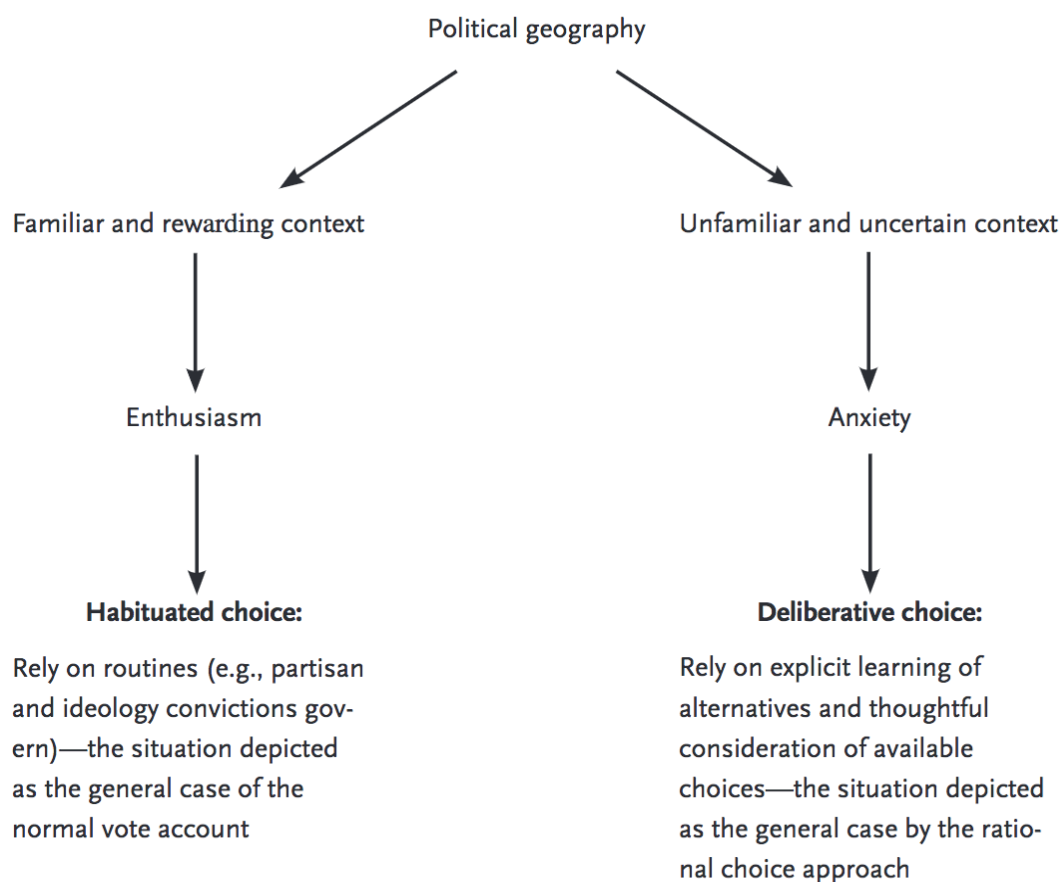 Political geography
Familiar and rewarding context
Unfamiliar and uncertain context
Enthusiasm
Anxiety
Habituated choice:
Rely on routines (e.g., partisan
and ideology convictions gov-
ern)—the situation depicted
as the general case of the
normal vote account
Deliberative choice:
Rely on explicit learning of
alternatives and thoughtful
consideration of available
choices—the situation depicted
as the general case by the ratio-
nal choice approach